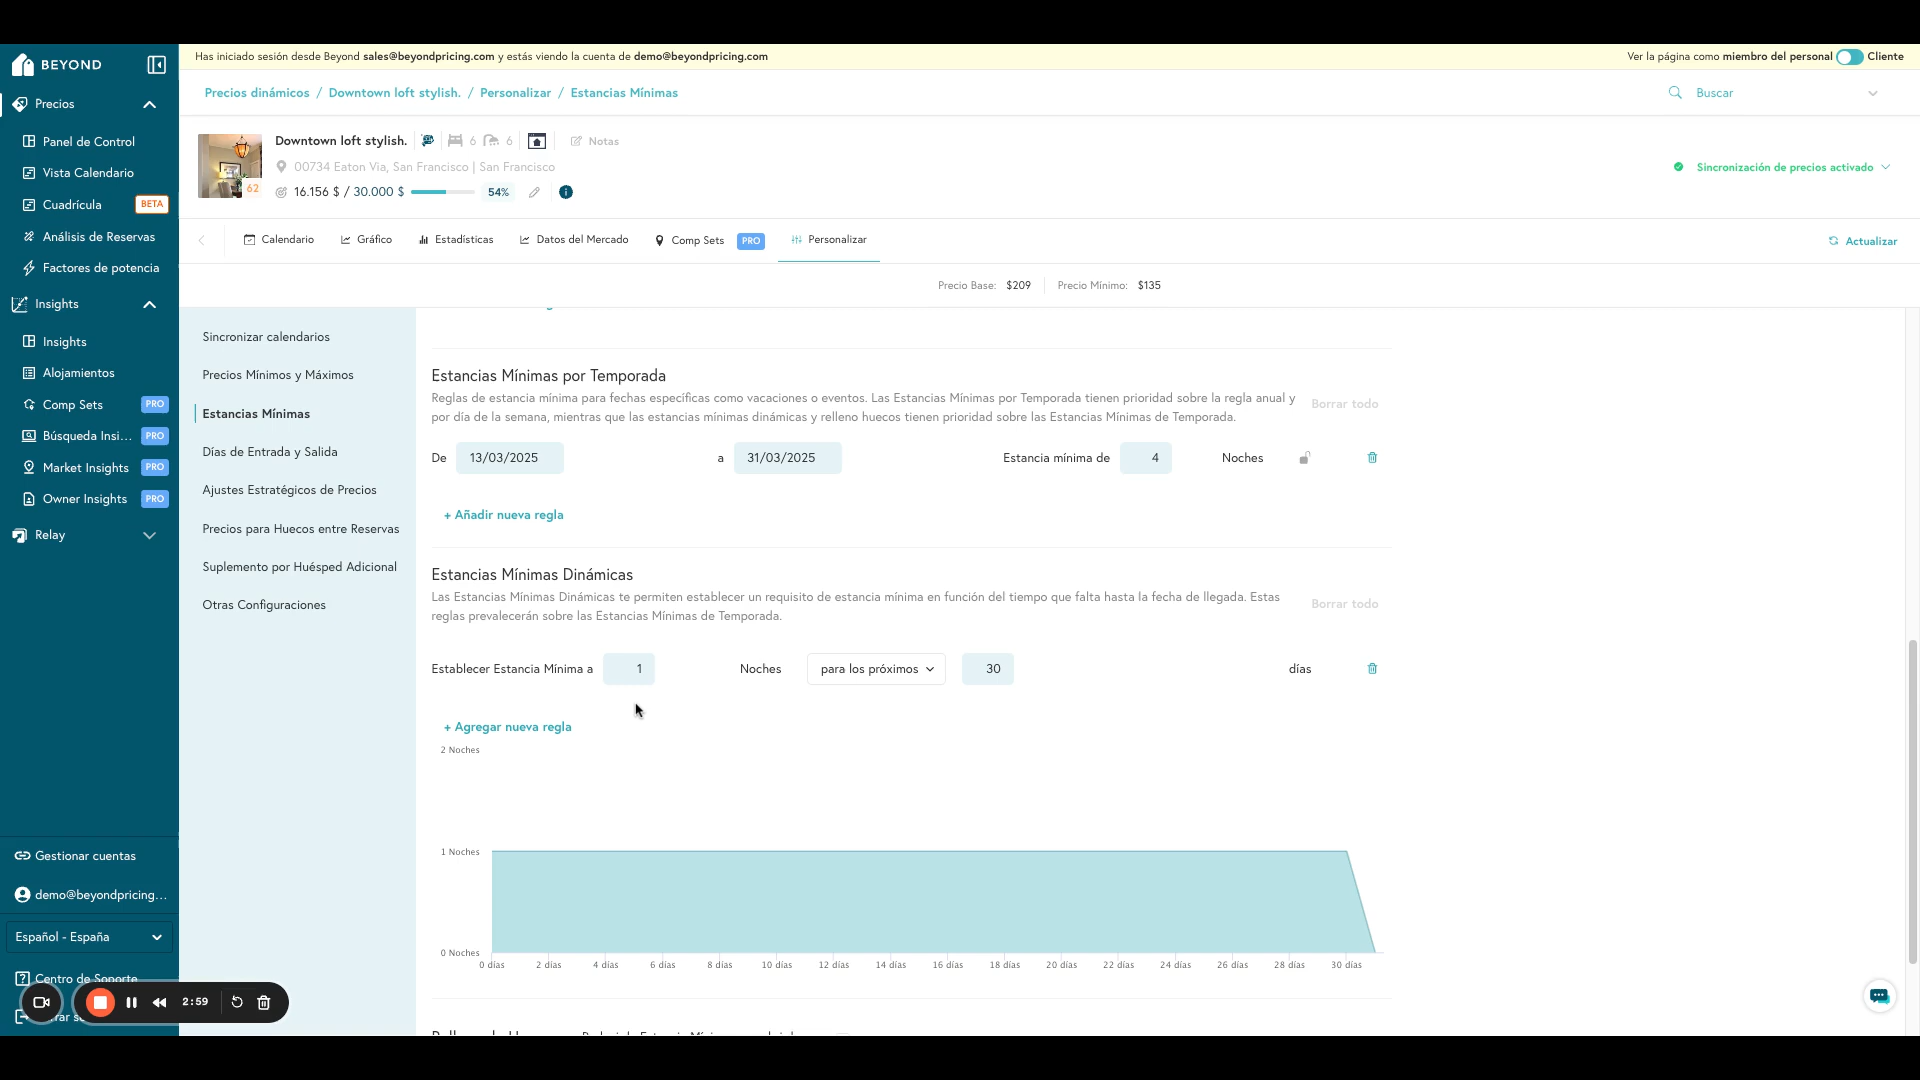 BEYOND
Has iniciado sesión desde Beyond sales@beyondpricing.com y estás viendo la cuenta de demo@beyondpricing.com
Ver la página como miembro del personal Cliente
Precios
Panel de Control
Vista Calendario
Cuadrícula BETA
Análisis de Reservas
Factores de potencia
Insights
Insights
Alojamientos
Comp Sets PRO
Búsqueda Insi... PRO
Market Insights PRO
Owner Insights PRO
Relay
Gestionar cuentas
demo@beyondpricing...
Español - España
Centro de Soporte
2:59
Precios dinámicos / Downtown loft stylish. / Personalizar / Estancias Mínimas
Buscar
62
Downtown loft stylish. 6 6 Notas
00734 Eaton Via, San Francisco | San Francisco
16.156 $ / 30.000 $ 54%
Sincronización de precios activado
Calendario Gráfico Estadísticas Datos del Mercado Comp Sets PRO Personalizar
Actualizar
Precio Base: $209 Precio Mínimo: $135
Sincronizar calendarios
Precios Mínimos y Máximos
Estancias Mínimas
Días de Entrada y Salida
Ajustes Estratégicos de Precios
Precios para Huecos entre Reservas
Suplemento por Huésped Adicional
Otras Configuraciones
Estancias Mínimas por Temporada
Reglas de estancia mínima para fechas específicas como vacaciones o eventos. Las Estancias Mínimas por Temporada tienen prioridad sobre la regla anual y
por día de la semana, mientras que las estancias mínimas dinámicas y relleno huecos tienen prioridad sobre las Estancias Mínimas de Temporada.
Borrar todo
De 13/03/2025 a 31/03/2025 Estancia mínima de 4 Noches
+ Añadir nueva regla
Estancias Mínimas Dinámicas
Las Estancias Mínimas Dinámicas te permiten establecer un requisito de estancia mínima en función del tiempo que falta hasta la fecha de llegada. Estas
reglas prevalecerán sobre las Estancias Mínimas de Temporada.
Borrar todo
Establecer Estancia Mínima a 1 Noches para los próximos 30 días
+ Agregar nueva regla
2 Noches
1 Noches
0 Noches
0 días 2 días 4 días 6 días 8 días 10 días 12 días 14 días 16 días 18 días 20 días 22 días 24 días 26 días 28 días 30 días